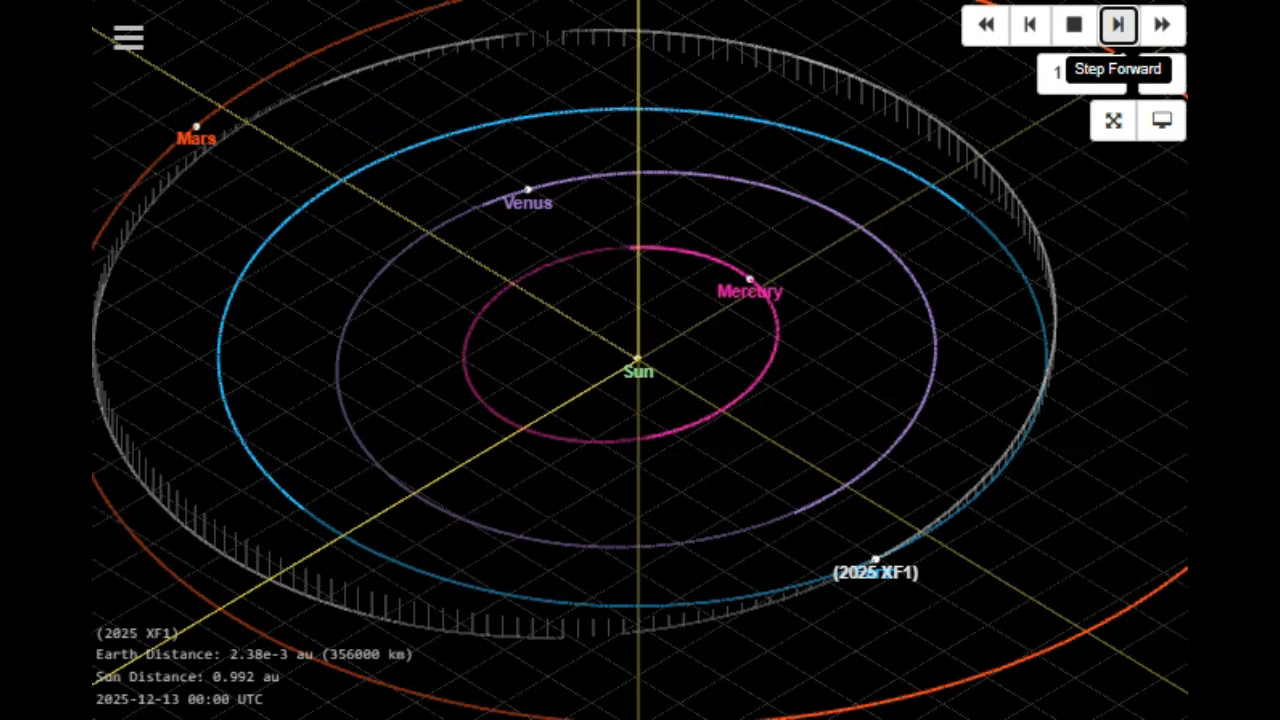 1
Step Forward
Mars
Venus
Mercury
Sun
(2025 XF1)
(2025 XF1)
Earth Distance: 2.38e-3 au (356000 km)
Sun Distance: 0.992 au
2025-12-13 00:00 UTC